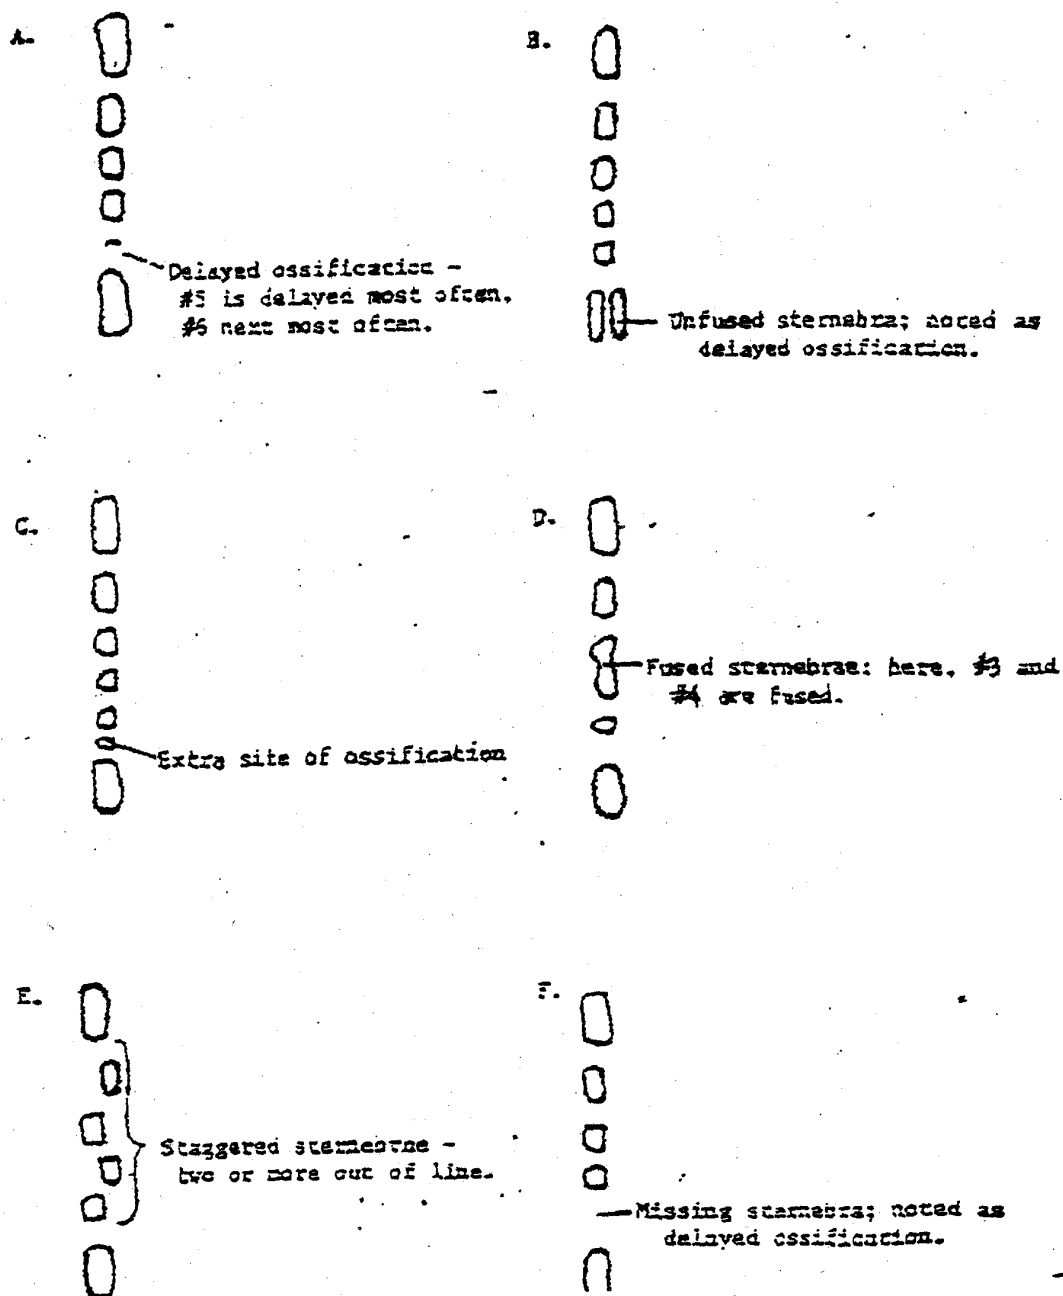 A.
Delayed ossification -
#5 is delayed most often.
#6 next most often.
B.
Unfused sternebra; noted as
delayed ossification.
C.
Extra site of ossification
D.
Fused sternebrae: here, #3 and
#4 are fused.
E.
Staggered sternebrae -
two or more out of line.
F.
Missing sternebra; noted as
delayed ossification.